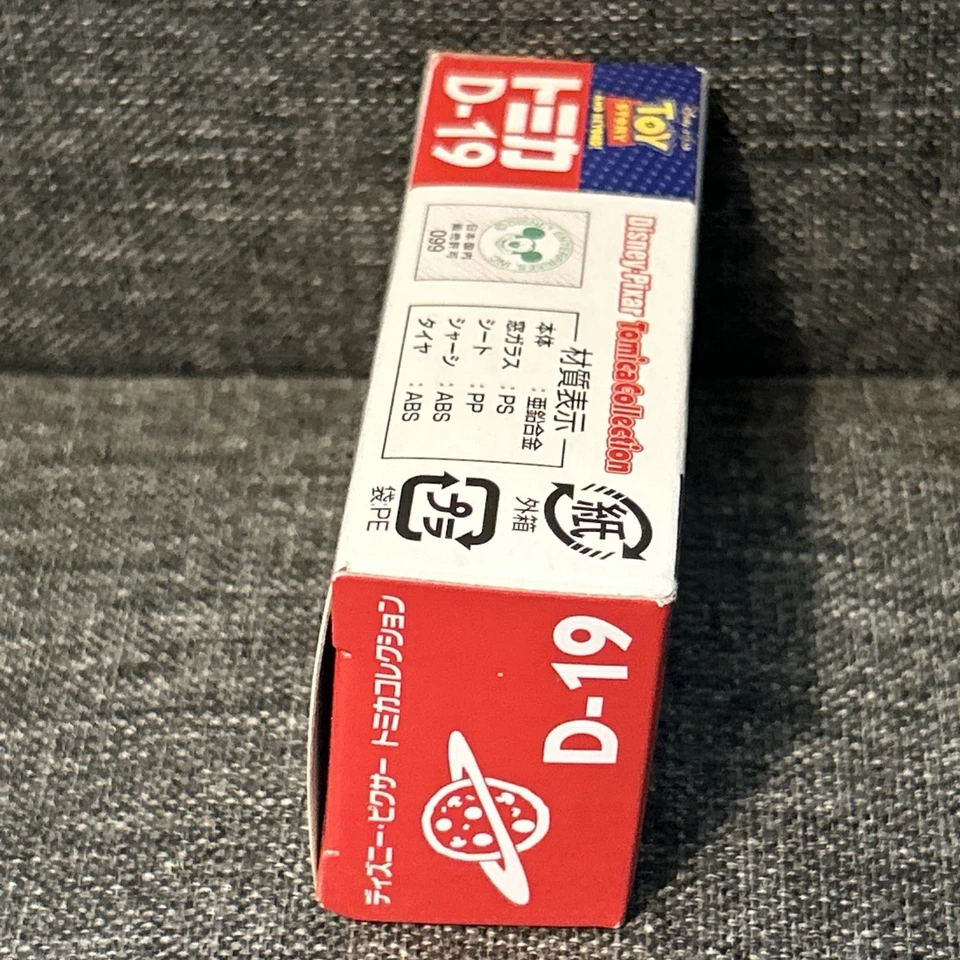 トミカ
D-19
Disney・PIXAR
TOY
STORY
AND BEYOND!
Disney・Pixar Tomica Collection
日本国内
販売許可
099
材質表示
本体 : 亜鉛合金
窓ガラス : PS
シート : PP
シャーシ : ABS
タイヤ : ABS
紙
外箱
プラ
袋:PE
D-19
ディズニー・ピクサー トミカコレクション